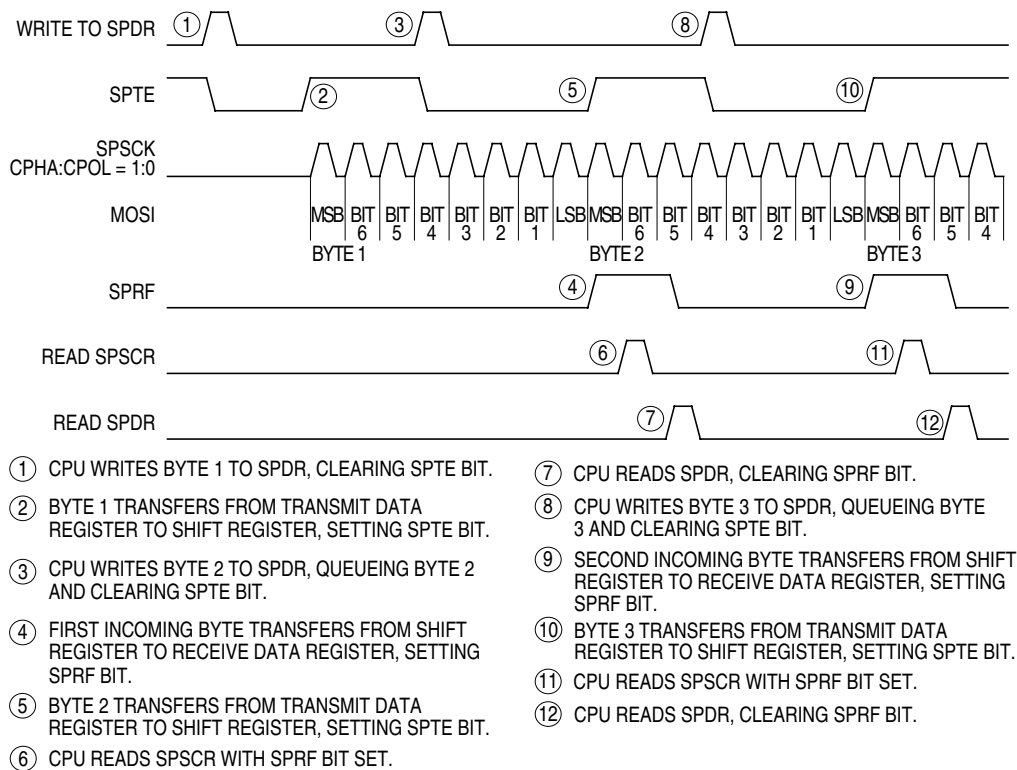 WRITE TO SPDR
①
③
⑧
SPTE
②
⑤
⑩
SPSCK
CPHA:CPOL = 1:0
MOSI
MSB BIT 6 BIT 5 BIT 4 BIT 3 BIT 2 BIT 1 LSB MSB BIT 6 BIT 5 BIT 4 BIT 3 BIT 2 BIT 1 LSB MSB BIT 6 BIT 5 BIT 4
BYTE 1
BYTE 2
BYTE 3
SPRF
④
⑨
READ SPSCR
⑥
⑪
READ SPDR
⑦
⑫
① CPU WRITES BYTE 1 TO SPDR, CLEARING SPTE BIT.
② BYTE 1 TRANSFERS FROM TRANSMIT DATA
REGISTER TO SHIFT REGISTER, SETTING SPTE BIT.
③ CPU WRITES BYTE 2 TO SPDR, QUEUEING BYTE 2
AND CLEARING SPTE BIT.
④ FIRST INCOMING BYTE TRANSFERS FROM SHIFT
REGISTER TO RECEIVE DATA REGISTER, SETTING
SPRF BIT.
⑤ BYTE 2 TRANSFERS FROM TRANSMIT DATA
REGISTER TO SHIFT REGISTER, SETTING SPTE BIT.
⑥ CPU READS SPSCR WITH SPRF BIT SET.
⑦ CPU READS SPDR, CLEARING SPRF BIT.
⑧ CPU WRITES BYTE 3 TO SPDR, QUEUEING BYTE
3 AND CLEARING SPTE BIT.
⑨ SECOND INCOMING BYTE TRANSFERS FROM SHIFT
REGISTER TO RECEIVE DATA REGISTER, SETTING
SPRF BIT.
⑩ BYTE 3 TRANSFERS FROM TRANSMIT DATA
REGISTER TO SHIFT REGISTER, SETTING SPTE BIT.
⑪ CPU READS SPSCR WITH SPRF BIT SET.
⑫ CPU READS SPDR, CLEARING SPRF BIT.